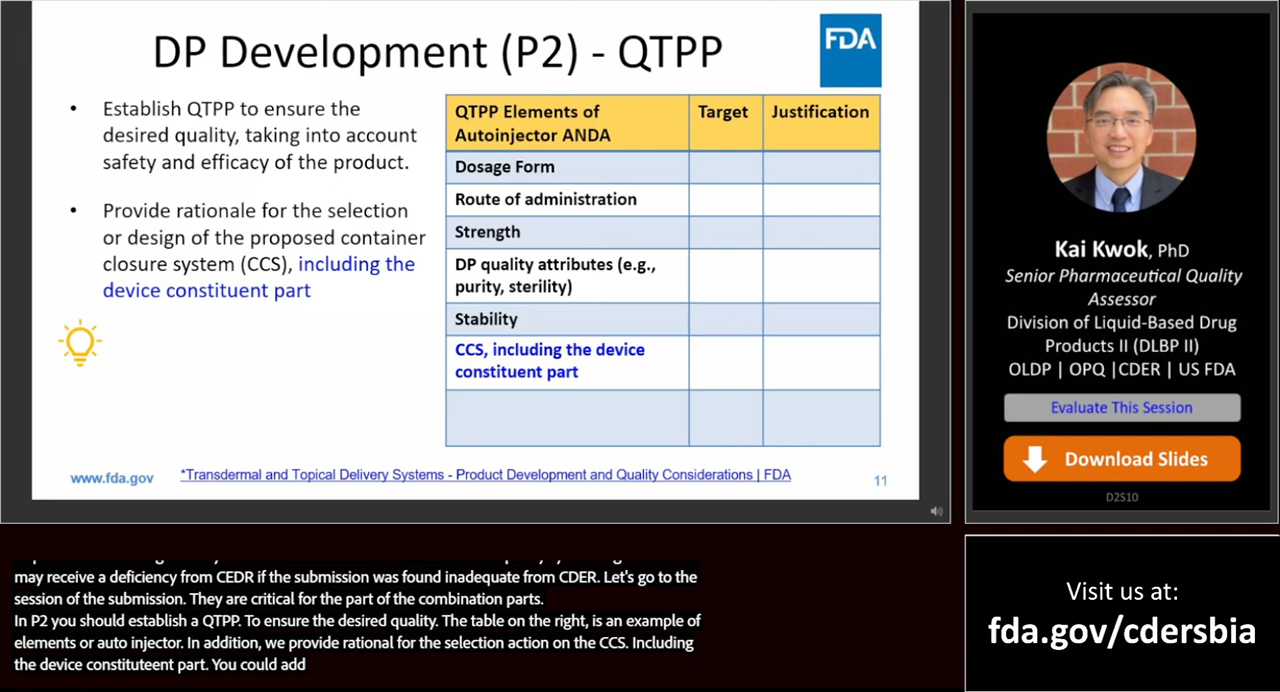 DP Development (P2) - QTPP
FDA
• Establish QTPP to ensure the
desired quality, taking into account
safety and efficacy of the product.
• Provide rationale for the selection
or design of the proposed container
closure system (CCS), including the
device constituent part
QTPP Elements of
Autoinjector ANDA
Target
Justification
Dosage Form
Route of administration
Strength
DP quality attributes (e.g.,
purity, sterility)
Stability
CCS, including the device
constituent part
www.fda.gov
*Transdermal and Topical Delivery Systems - Product Development and Quality Considerations | FDA
11
Kai Kwok, PhD
Senior Pharmaceutical Quality
Assessor
Division of Liquid-Based Drug
Products II (DLBP II)
OLDP | OPQ |CDER | US FDA
Evaluate This Session
Download Slides
D2S10
may receive a deficiency from CEDR if the submission was found inadequate from CDER. Let's go to the
session of the submission. They are critical for the part of the combination parts.
In P2 you should establish a QTPP. To ensure the desired quality. The table on the right, is an example of
elements or auto injector. In addition, we provide rational for the selection action on the CCS. Including
the device constituteent part. You could add
Visit us at:
fda.gov/cdersbia